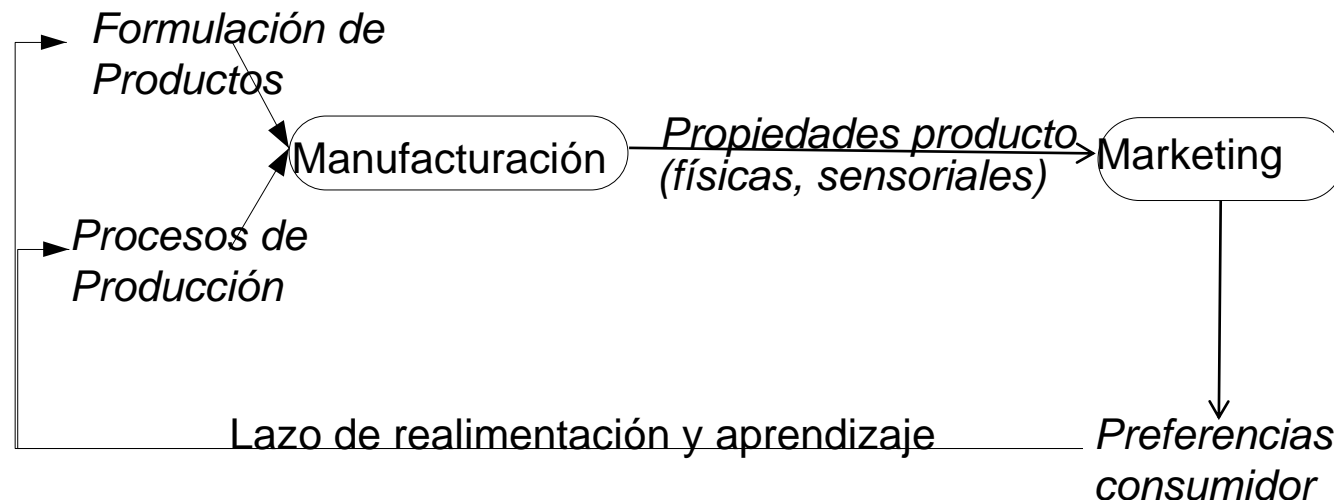 Formulación de
Productos
Manufacturación
Propiedades producto
(físicas, sensoriales)
Marketing
Procesos de
Producción
Lazo de realimentación y aprendizaje
Preferencias
consumidor